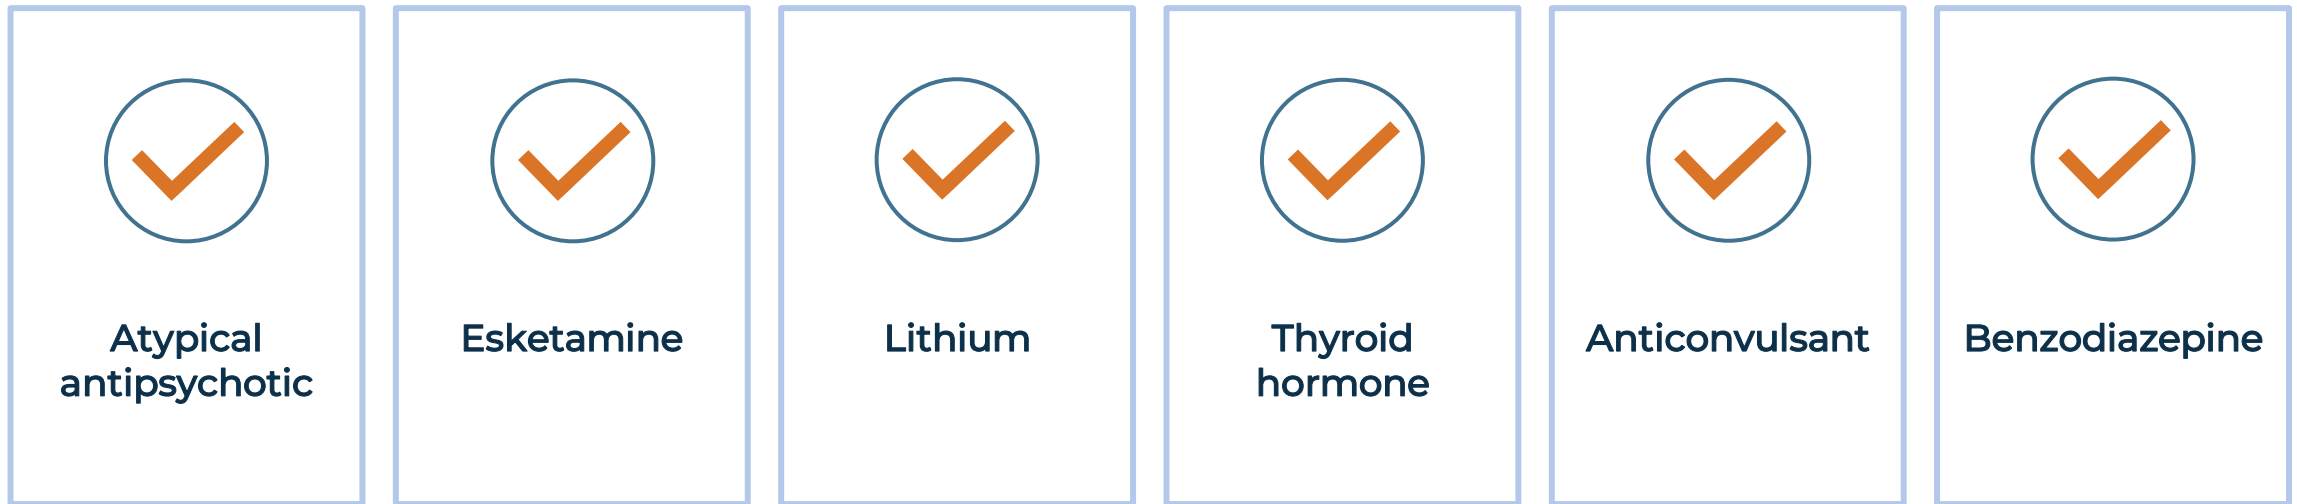 Atypical
antipsychotic
Esketamine
Lithium
Thyroid
hormone
Anticonvulsant
Benzodiazepine